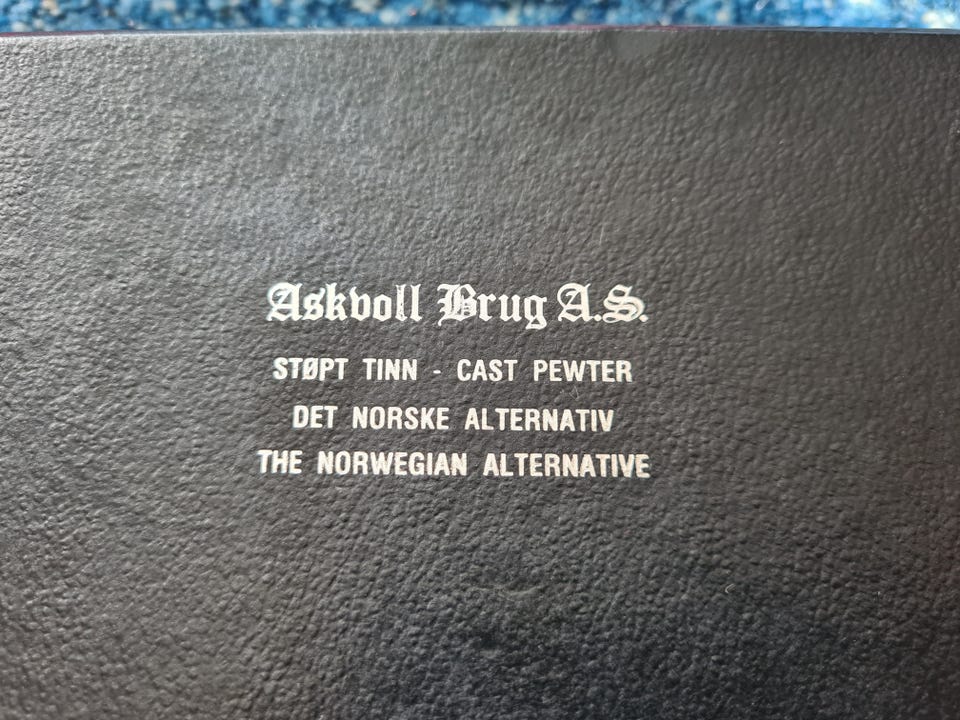 Askvoll Brug A.S.
STØPT TINN - CAST PEWTER
DET NORSKE ALTERNATIV
THE NORWEGIAN ALTERNATIVE